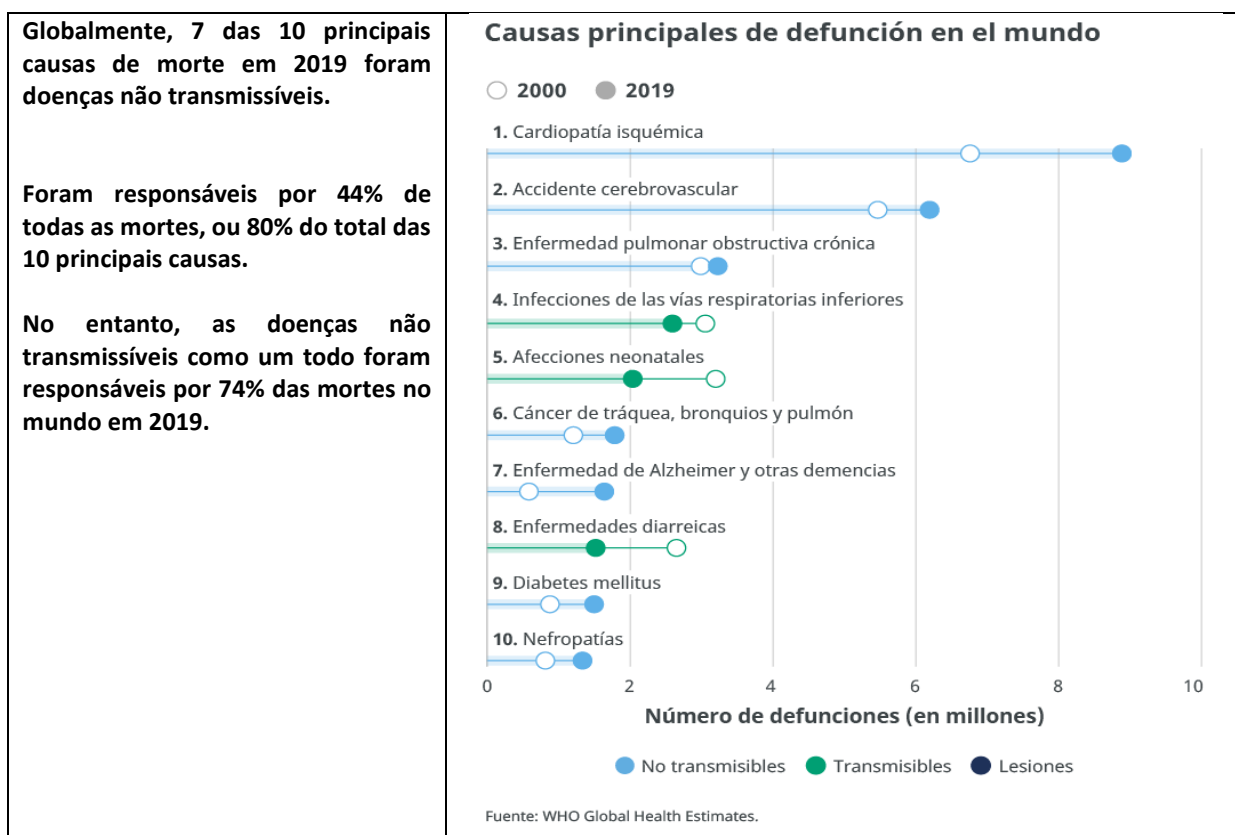 Globalmente, 7 das 10 principais
causas de morte em 2019 foram
doenças não transmissíveis.
Foram responsáveis por 44% de
todas as mortes, ou 80% do total das
10 principais causas.
No entanto, as doenças não
transmissíveis como um todo foram
responsáveis por 74% das mortes no
mundo em 2019.
Causas principales de defunción en el mundo
2000 2019
1. Cardiopatía isquémica
2. Accidente cerebrovascular
3. Enfermedad pulmonar obstructiva crónica
4. Infecciones de las vías respiratorias inferiores
5. Afecciones neonatales
6. Cáncer de tráquea, bronquios y pulmón
7. Enfermedad de Alzheimer y otras demencias
8. Enfermedades diarreicas
9. Diabetes mellitus
10. Nefropatías
0 2 4 6 8 10
Número de defunciones (en millones)
No transmisibles Transmisibles Lesiones
Fuente: WHO Global Health Estimates.